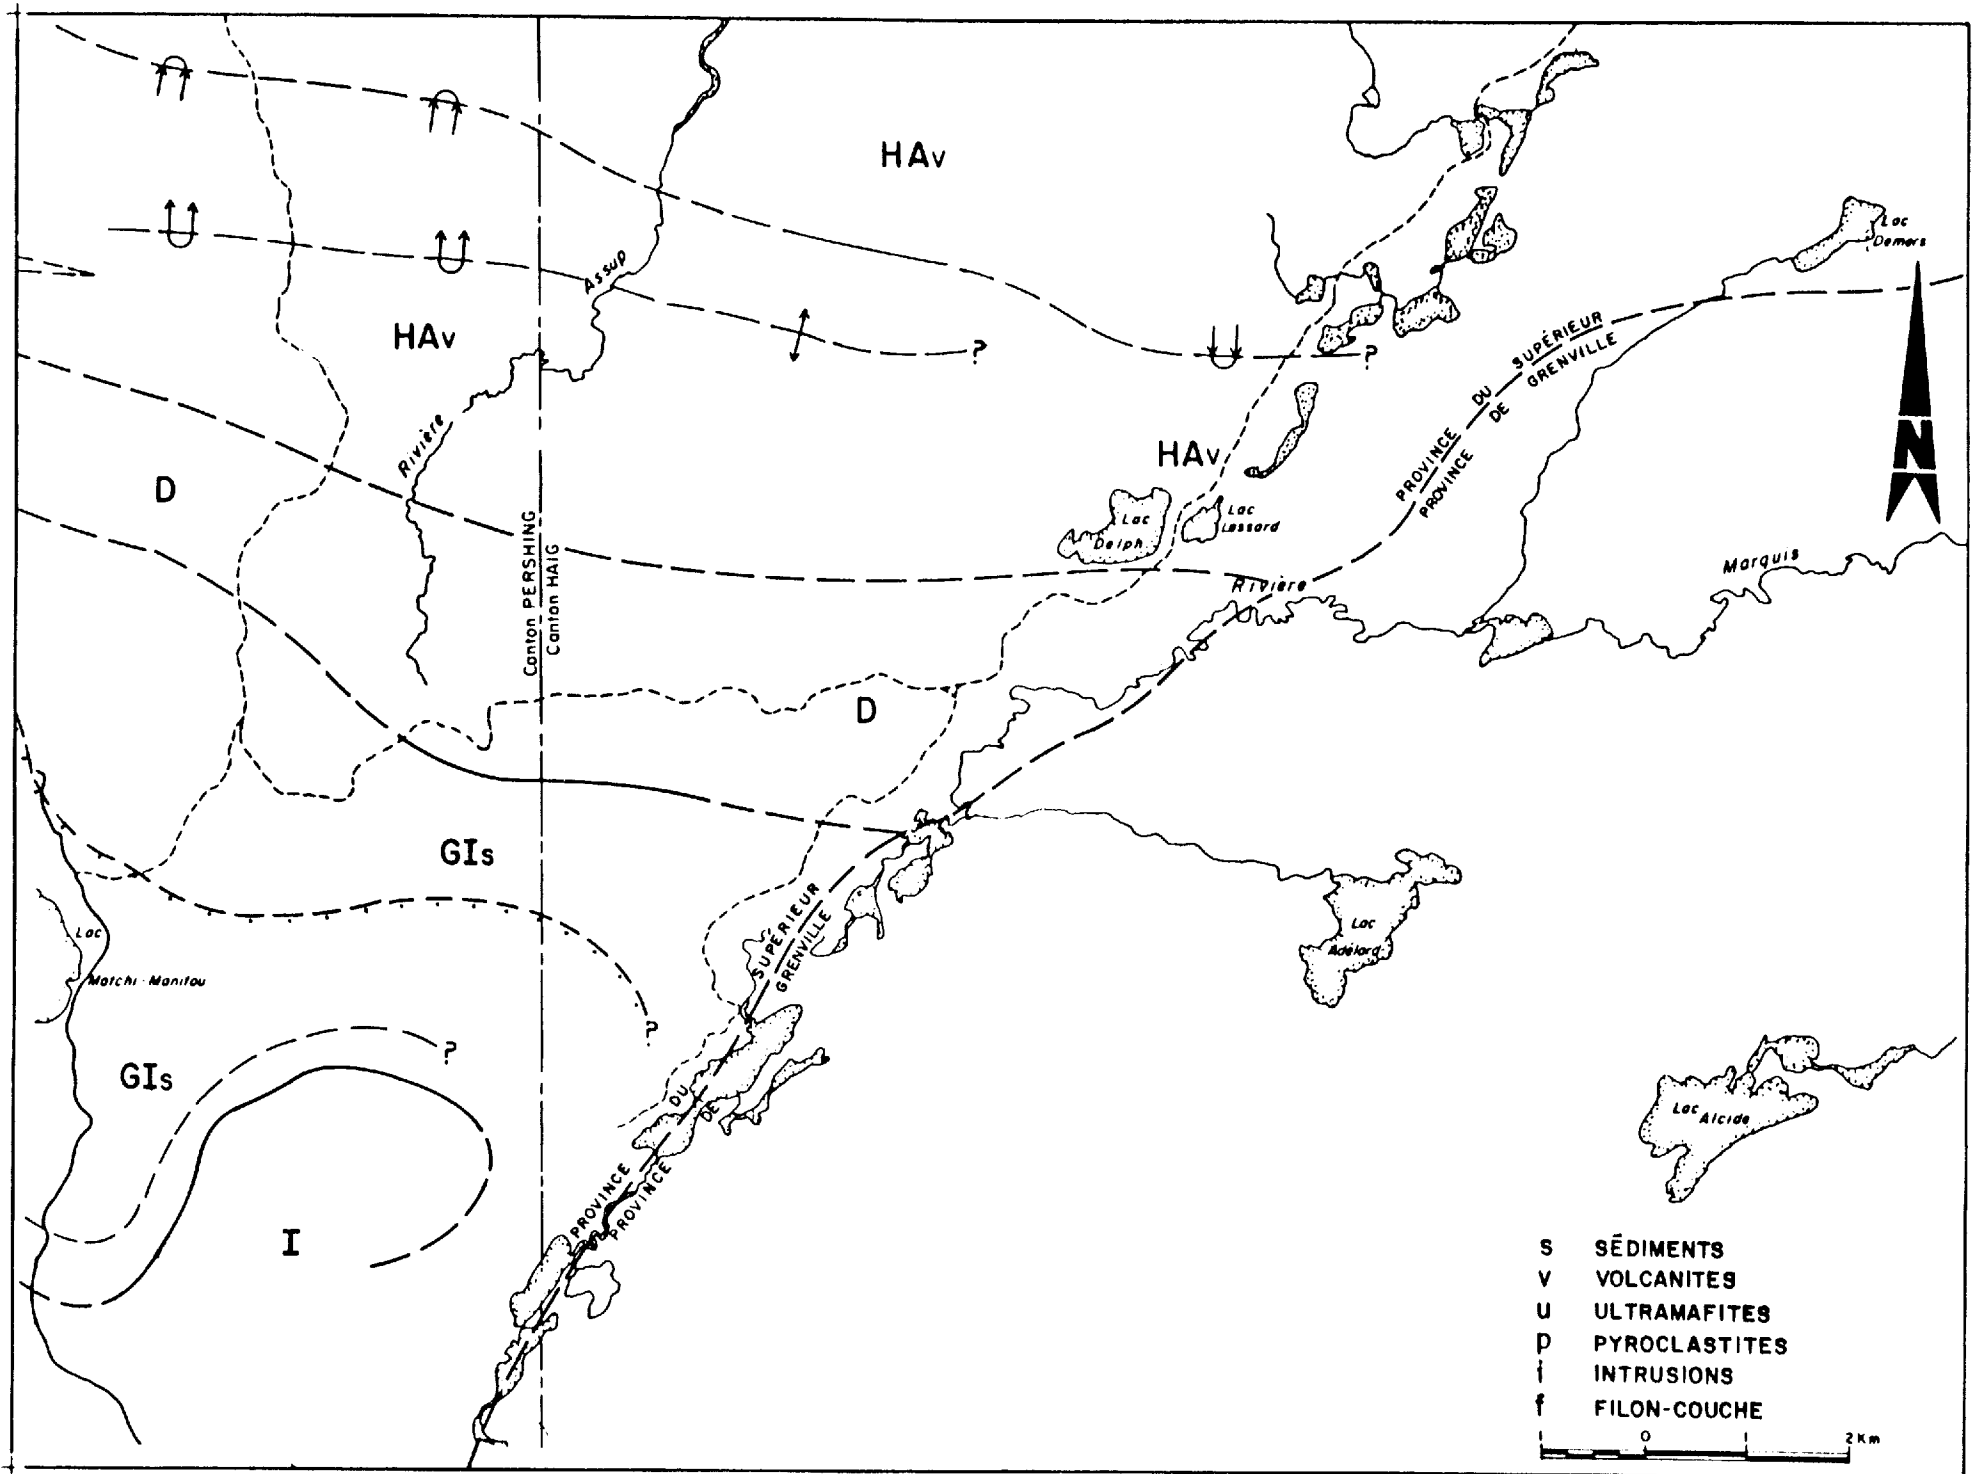 HAv
Lac
Demers
Assup
HAv
?
?
SUPÉRIEUR
GRENVILLE
DU
DE
PROVINCE
PROVINCE
N
Rivière
HAv
D
Lac
Delph.
Lac
Lessard
Canton PERSHING
Canton HAIG
Rivière
Marquis
D
GIs
SUPÉRIEUR
GRENVILLE
Lac
Adélard
Lac
Matchi-Manitou
?
?
GIs
DU
DE
Lac
Alcide
PROVINCE
PROVINCE
I
s SÉDIMENTS
v VOLCANITES
u ULTRAMAFITES
p PYROCLASTITES
i INTRUSIONS
f FILON-COUCHE
1 0 1 2 Km